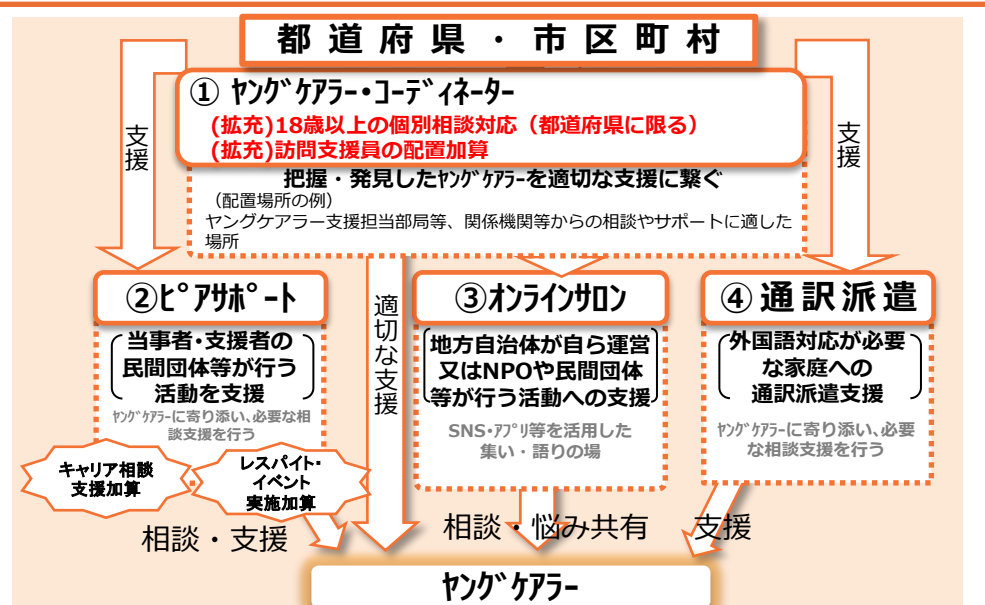 都道府県・市区町村
① ﾔﾝｸﾞｹｱﾗｰ・ｺｰﾃﾞｨﾈｰﾀｰ
(拡充)18歳以上の個別相談対応（都道府県に限る）
(拡充)訪問支援員の配置加算
把握・発見したﾔﾝｸﾞｹｱﾗｰを適切な支援に繋ぐ
（配置場所の例）
ヤングケアラー支援担当部局等、関係機関等からの相談やサポートに適した
場所
支援
支援
②ﾋﾟｱｻﾎﾟｰﾄ
当事者・支援者の
民間団体等が行う
活動を支援
ﾔﾝｸﾞｹｱﾗｰに寄り添い、必要な相
談支援を行う
キャリア相談
支援加算
レスパイト・
イベント
実施加算
相談・支援
適切な支援
③ｵﾝﾗｲﾝｻﾛﾝ
地方自治体が自ら運営
又はNPOや民間団体
等が行う活動への支援
SNS・ｱﾌﾟﾘ等を活用した
集い・語りの場
相談・悩み共有
④通訳派遣
外国語対応が必要
な家庭への
通訳派遣支援
ﾔﾝｸﾞｹｱﾗｰに寄り添い、必要
な相談支援を行う
支援
ﾔﾝｸﾞｹｱﾗｰ